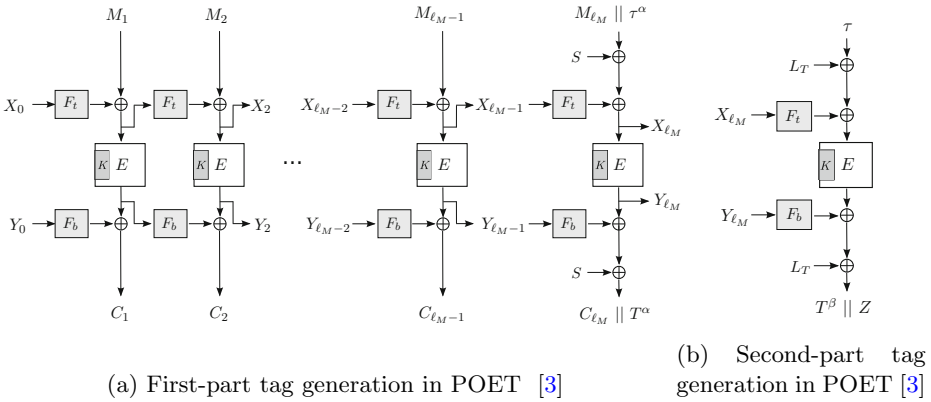 M_1 M_2 M_{ℓ_M−1} M_{ℓ_M} || τ^α
τ
S
L_T
X_0 F_t F_t X_2 X_{ℓ_M−2} F_t X_{ℓ_M−1} F_t
X_{ℓ_M} F_t
X_{ℓ_M}
K E K E ... K E K E
K E
Y_{ℓ_M}
Y_0 F_b F_b Y_2 Y_{ℓ_M−2} F_b Y_{ℓ_M−1} F_b
Y_{ℓ_M} F_b
S
L_T
C_1 C_2 C_{ℓ_M−1} C_{ℓ_M} || T^α
T^β || Z
(a) First-part tag generation in POET [3]
(b) Second-part tag
generation in POET [3]